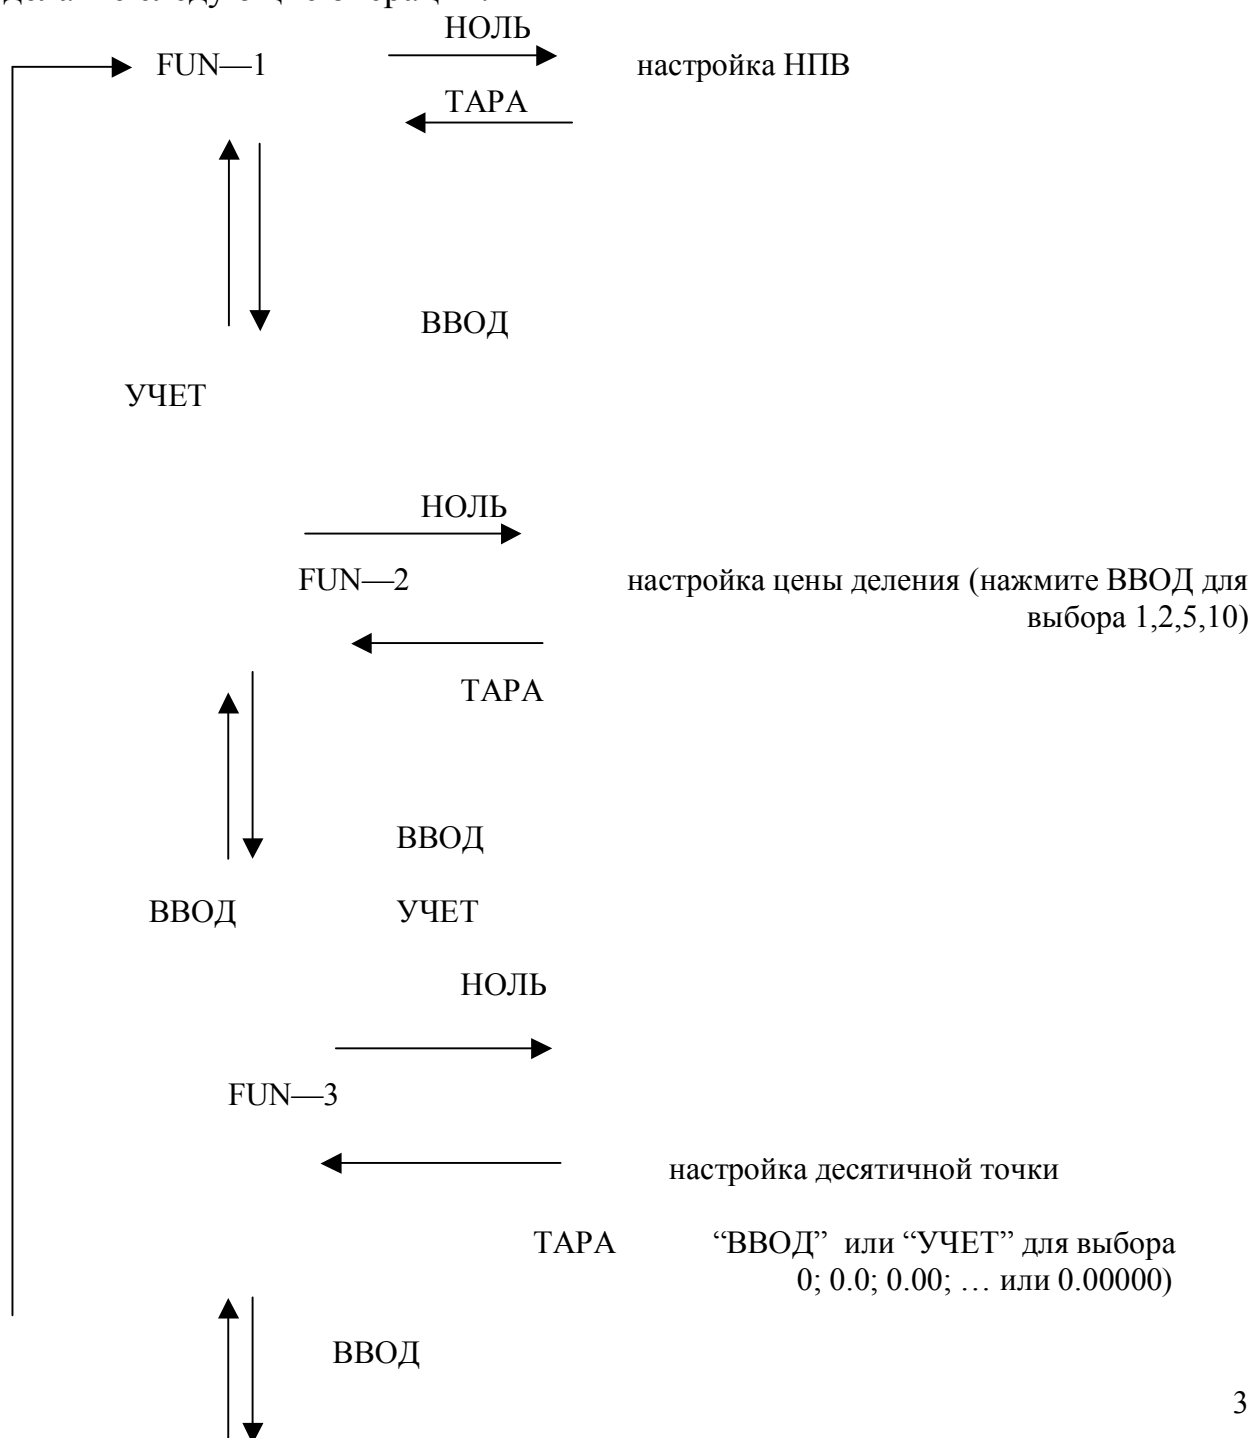 НОЛЬ
FUN—1 настройка НПВ
ТАРА
ВВОД
УЧЕТ
НОЛЬ
FUN—2 настройка цены деления (нажмите ВВОД для
выбора 1,2,5,10)
ТАРА
ВВОД
ВВОД УЧЕТ
НОЛЬ
FUN—3
настройка десятичной точки
ТАРА “ВВОД” или “УЧЕТ” для выбора
0; 0.0; 0.00; … или 0.00000)
ВВОД
3